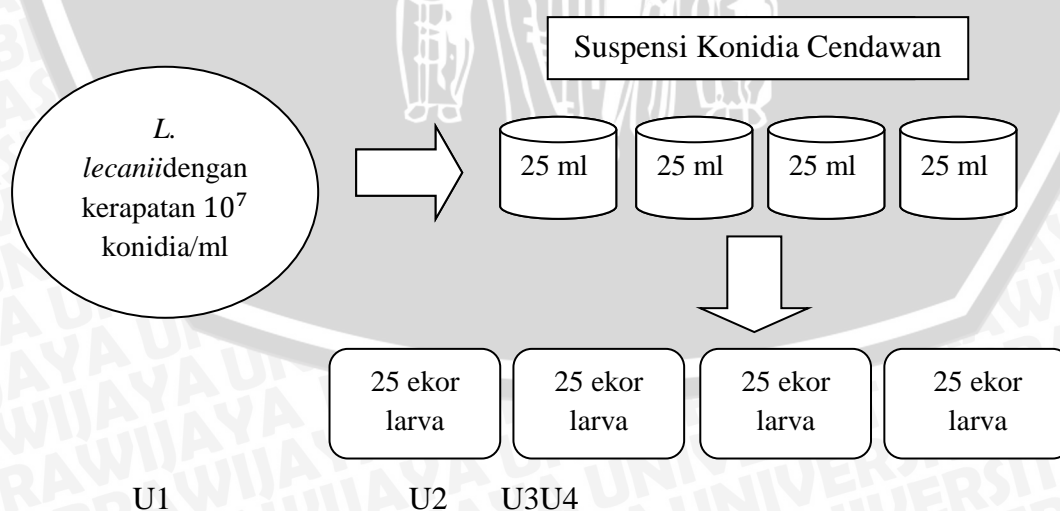 Suspensi Konidia Cendawan
L.
lecaniidengan
kerapatan 10⁷
konidia/ml
25 ml
25 ml
25 ml
25 ml
25 ekor
larva
25 ekor
larva
25 ekor
larva
25 ekor
larva
U1 U2 U3U4